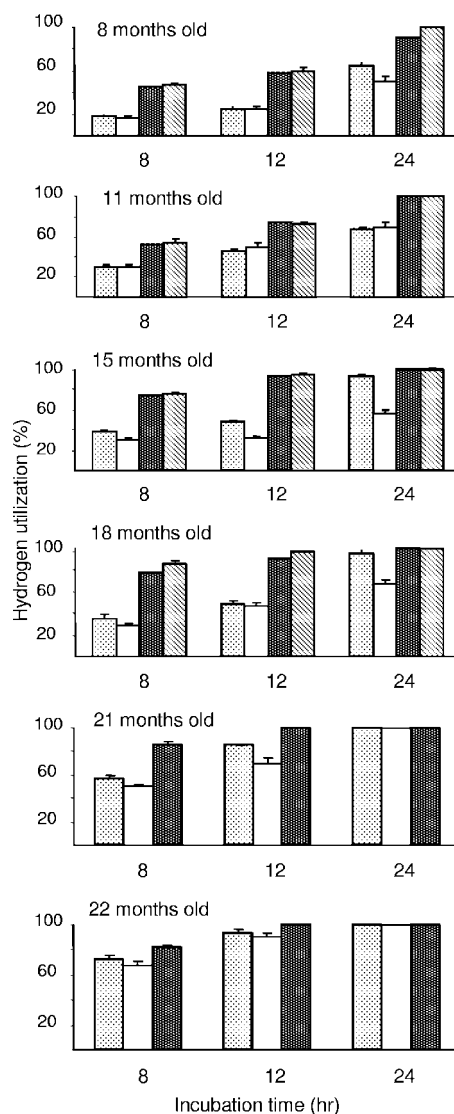 8 months old
100
60
20
8 12 24
11 months old
100
60
20
8 12 24
15 months old
100
60
20
8 12 24
Hydrogen utilization (%)
18 months old
100
60
20
8 12 24
21 months old
100
60
20
8 12 24
22 months old
100
60
20
8 12 24
Incubation time (hr)